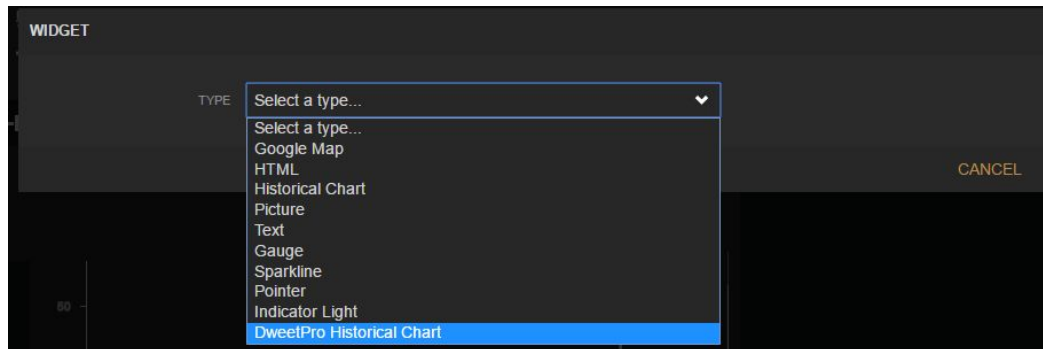 WIDGET
TYPE Select a type...
Select a type...
Google Map
HTML
Historical Chart
Picture
Text
Gauge
Sparkline
Pointer
Indicator Light
DweetPro Historical Chart
CANCEL